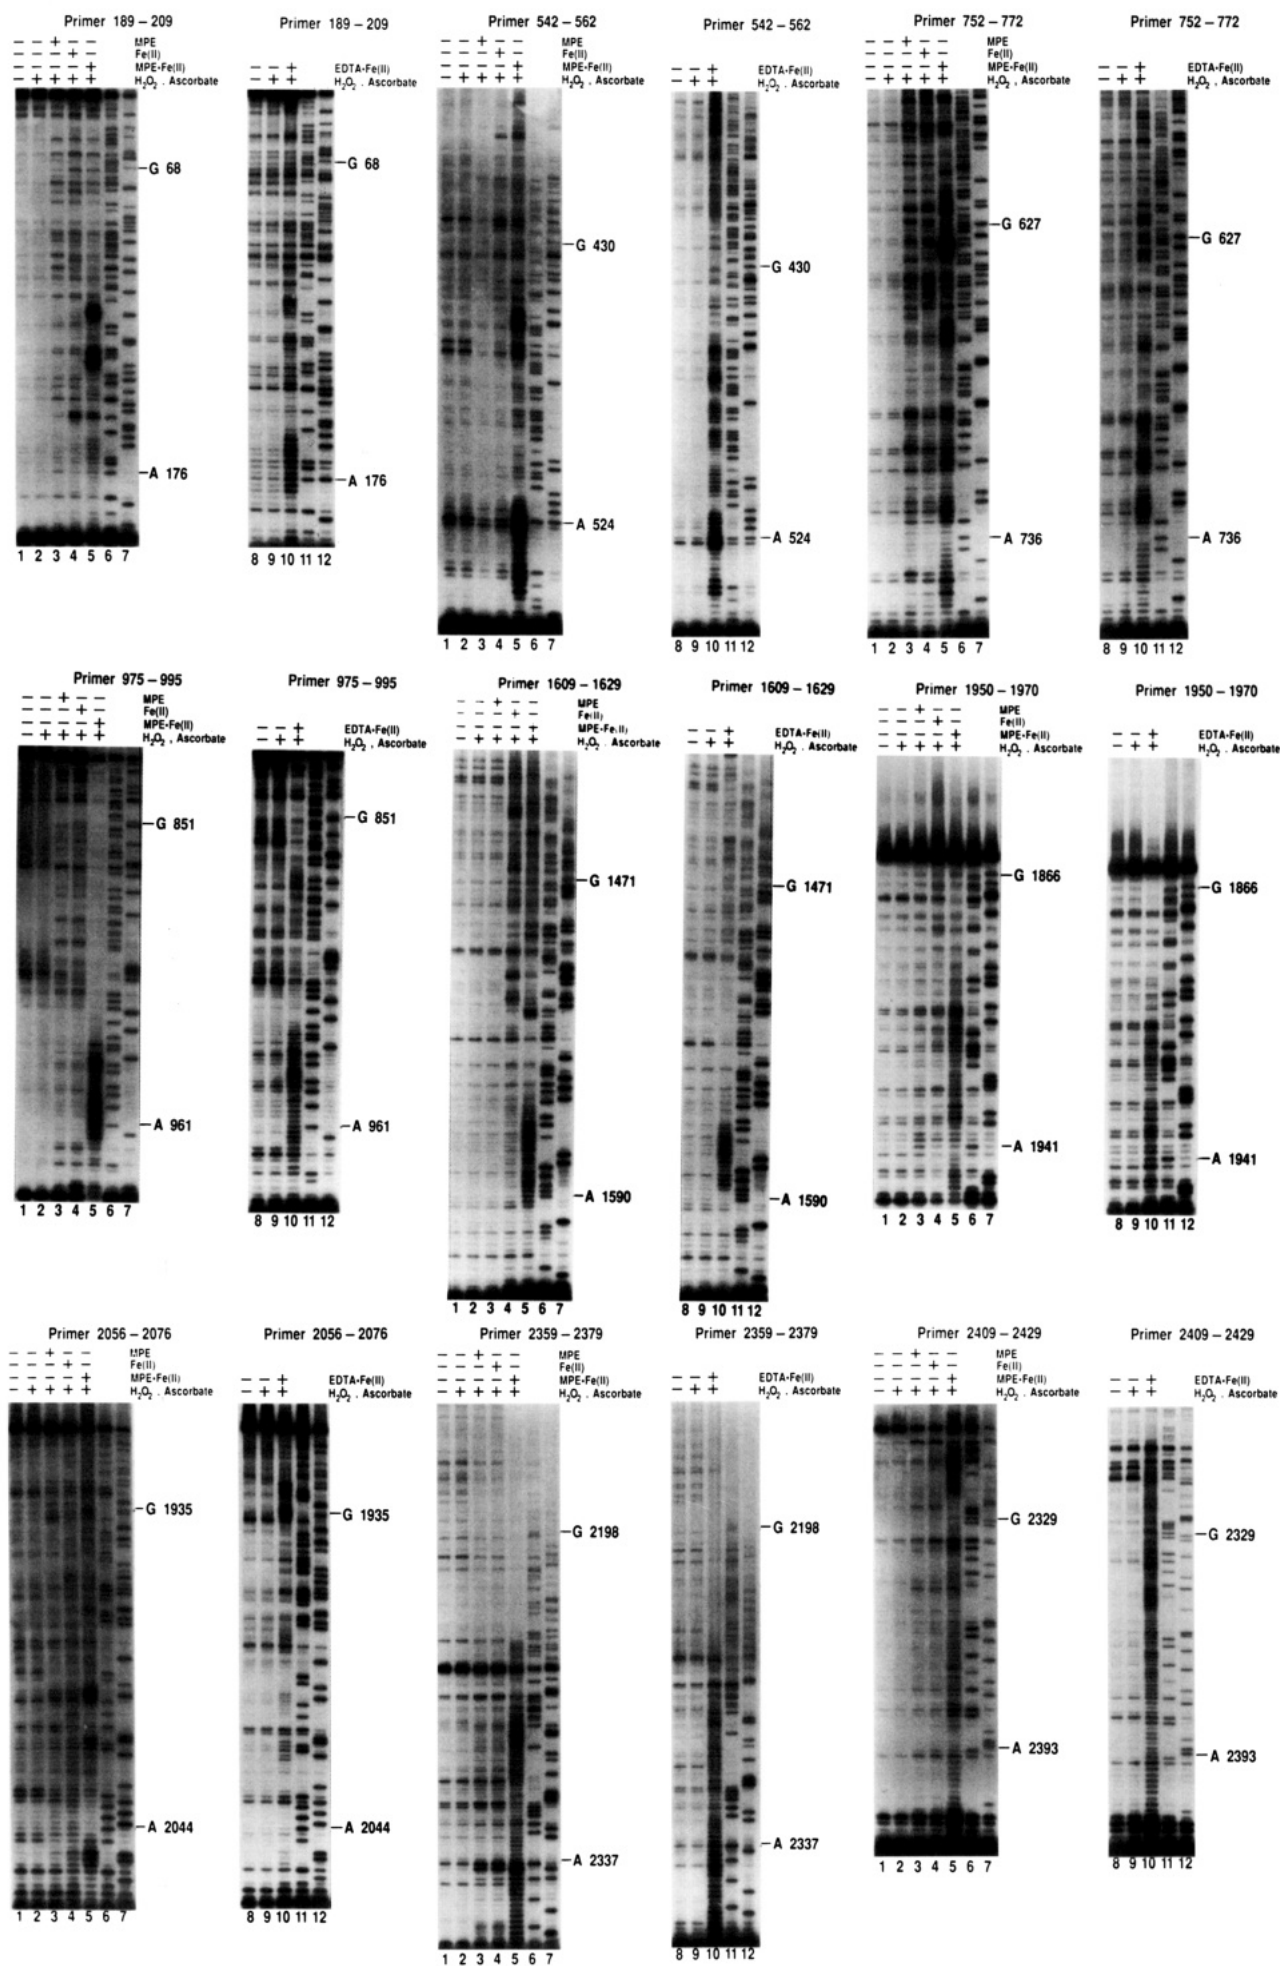 Primer 189 – 209
– – + – – MPE
– – – + – Fe(II)
– – – – + MPE-Fe(II)
– + + + + H₂O₂ . Ascorbate
G 68
A 176
1 2 3 4 5 6 7
Primer 189 – 209
– – + EDTA-Fe(II)
– + + H₂O₂ . Ascorbate
G 68
A 176
8 9 10 11 12
Primer 542 – 562
– – + – – MPE
– – – + – Fe(II)
– – – – + MPE-Fe(II)
– + + + + H₂O₂ . Ascorbate
G 430
A 524
1 2 3 4 5 6 7
Primer 542 – 562
– – + EDTA-Fe(II)
– + + H₂O₂ . Ascorbate
G 430
A 524
8 9 10 11 12
Primer 752 – 772
– – + – – MPE
– – – + – Fe(II)
– – – – + MPE-Fe(II)
– – + + + H₂O₂ . Ascorbate
G 627
A 736
1 2 3 4 5 6 7
Primer 752 – 772
– – + EDTA-Fe(II)
– + + H₂O₂ . Ascorbate
G 627
A 736
8 9 10 11 12
Primer 975 – 995
– – + – – MPE
– – – + – Fe(II)
– – – – + MPE-Fe(II)
– + + + + H₂O₂ , Ascorbate
G 851
A 961
1 2 3 4 5 6 7
Primer 975 – 995
– – + EDTA-Fe(II)
– + + H₂O₂ , Ascorbate
G 851
A 961
8 9 10 11 12
Primer 1609 – 1629
– – + – – MPE
– – – + – Fe(II)
– – – – + MPE-Fe(II)
– + + + + H₂O₂ . Ascorbate
G 1471
A 1590
1 2 3 4 5 6 7
Primer 1609 – 1629
– – + EDTA-Fe(II)
– + + H₂O₂ . Ascorbate
G 1471
A 1590
8 9 10 11 12
Primer 1950 – 1970
– – + – – MPE
– – – + – Fe(II)
– – – – + MPE-Fe(II)
– + + + + H₂O₂ . Ascorbate
G 1866
A 1941
1 2 3 4 5 6 7
Primer 1950 – 1970
– – + EDTA-Fe(II)
– + + H₂O₂ . Ascorbate
G 1866
A 1941
8 9 10 11 12
Primer 2056 – 2076
– – + – – MPE
– – – + – Fe(II)
– – – – + MPE-Fe(II)
– + + + + H₂O₂ . Ascorbate
G 1935
A 2044
1 2 3 4 5 6 7
Primer 2056 – 2076
– – + EDTA-Fe(II)
– + + H₂O₂ . Ascorbate
G 1935
A 2044
8 9 10 11 12
Primer 2359 – 2379
– – + – – MPE
– – – + – Fe(II)
– – – – + MPE-Fe(II)
– + + + + H₂O₂ . Ascorbate
G 2198
A 2337
1 2 3 4 5 6 7
Primer 2359 – 2379
– – + EDTA-Fe(II)
– + + H₂O₂ . Ascorbate
G 2198
A 2337
8 9 10 11 12
Primer 2409 – 2429
– – + – – MPE
– – – + – Fe(II)
– – – – + MPE-Fe(II)
– + + + + H₂O₂ . Ascorbate
G 2329
A 2393
1 2 3 4 5 6 7
Primer 2409 – 2429
– – + EDTA-Fe(II)
– + + H₂O₂ . Ascorbate
G 2329
A 2393
8 9 10 11 12